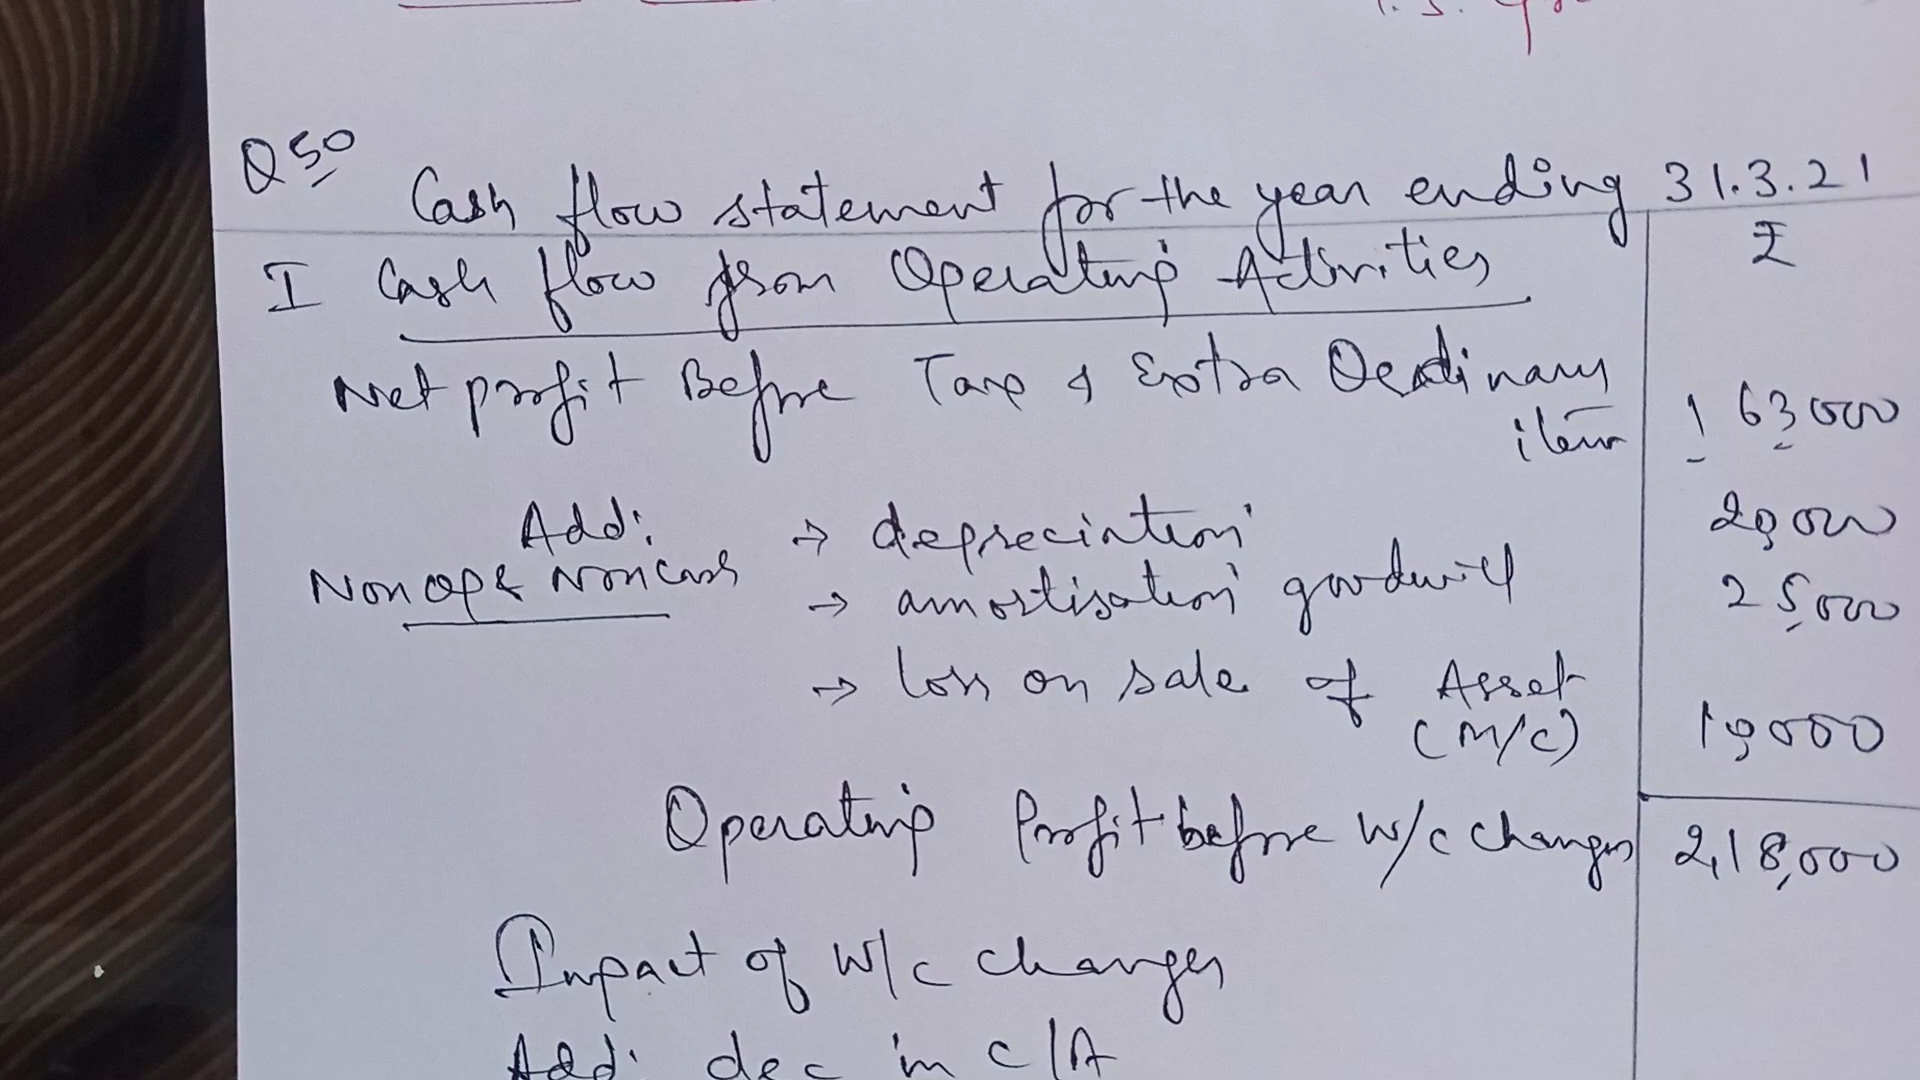 Q50
Cash flow statement for the year ending 31.3.21
I Cash flow from Operating Activities ₹
Net profit Before Tax & Extra Ordinary
item 1 63,000
Add: → depreciation 20,000
Non op & Non Cash → amortisation goodwill 25,000
→ loss on sale of Asset
(M/C) 10,000
Operating Profit before W/c changes 2,18,000
Impact of W/c changes
Add: dec in C/A